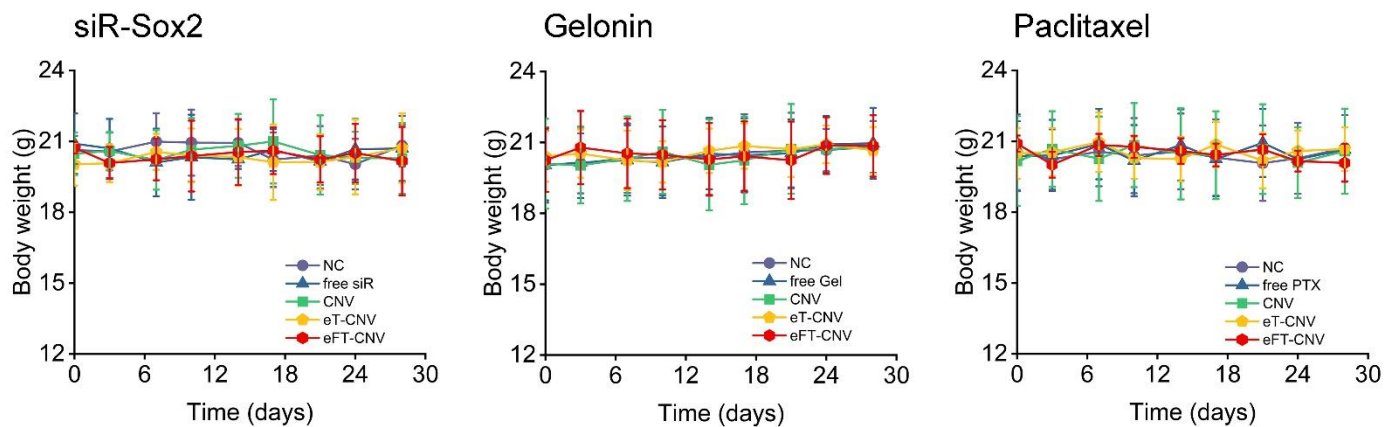 siR-Sox2
Body weight (g)
24
21
18
15
12
NC
free siR
CNV
eT-CNV
eFT-CNV
0 6 12 18 24 30
Time (days)
Gelonin
Body weight (g)
24
21
18
15
12
NC
free Gel
CNV
eT-CNV
eFT-CNV
0 6 12 18 24 30
Time (days)
Paclitaxel
Body weight (g)
24
21
18
15
12
NC
free PTX
CNV
eT-CNV
eFT-CNV
0 6 12 18 24 30
Time (days)